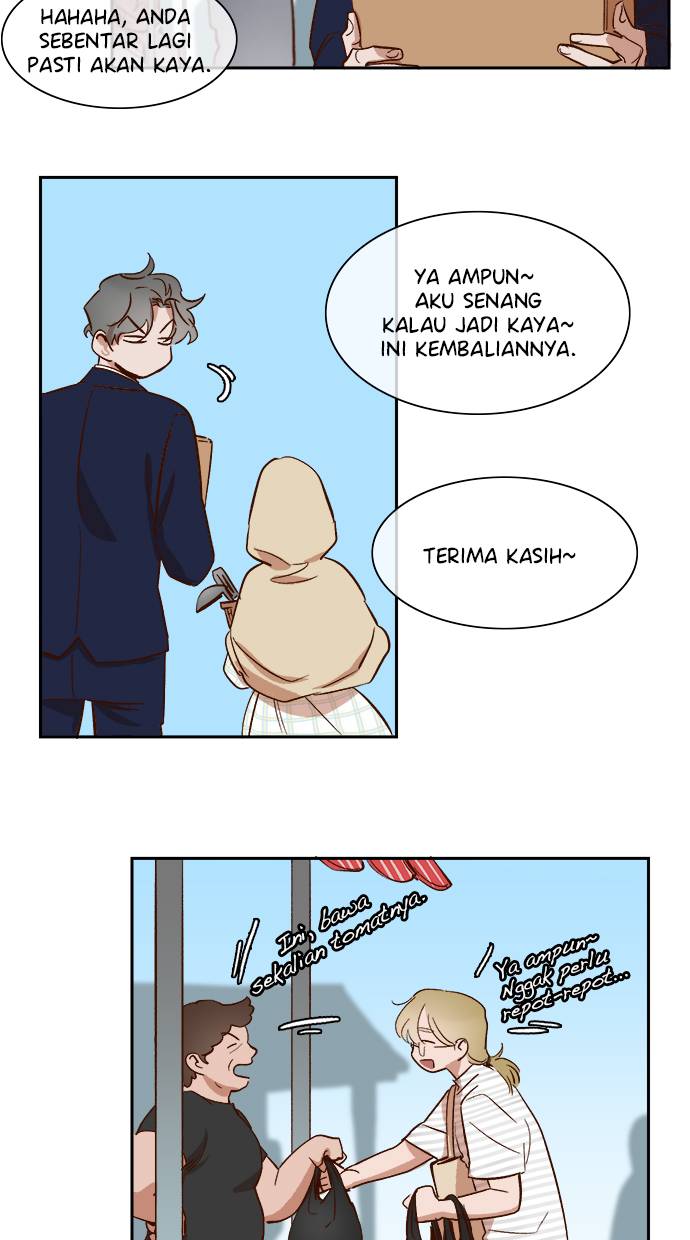 HAHAHA, ANDA
SEBENTAR LAGI
PASTI AKAN KAYA.
YA AMPUN~
AKU SENANG
KALAU JADI KAYA~
INI KEMBALIANNYA.
TERIMA KASIH~
Ini, bawa
sekalian tomatnya.
Ya ampun~
Nggak perlu
repot-repot...